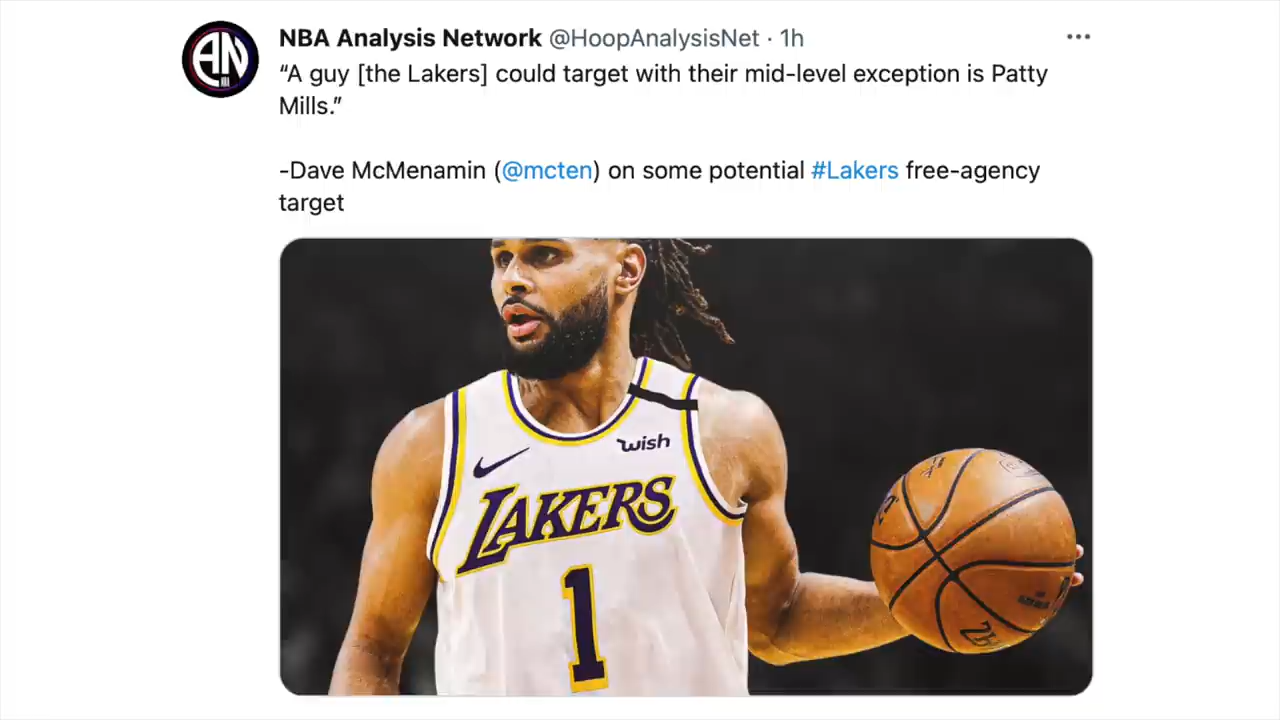 NBA Analysis Network @HoopAnalysisNet · 1h
“A guy [the Lakers] could target with their mid-level exception is Patty
Mills.”
-Dave McMenamin (@mcten) on some potential #Lakers free-agency
target
wish
LAKERS
1